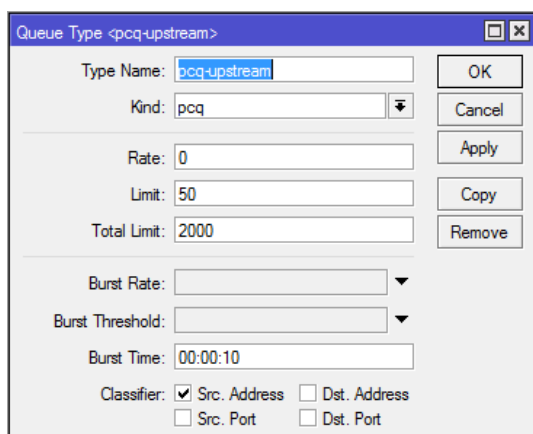 Queue Type <pcq-upstream>
Type Name: pcq-upstream OK
Kind: pcq Cancel
Rate: 0 Apply
Limit: 50 Copy
Total Limit: 2000 Remove
Burst Rate:
Burst Threshold:
Burst Time: 00:00:10
Classifier: Src. Address Dst. Address
Src. Port Dst. Port